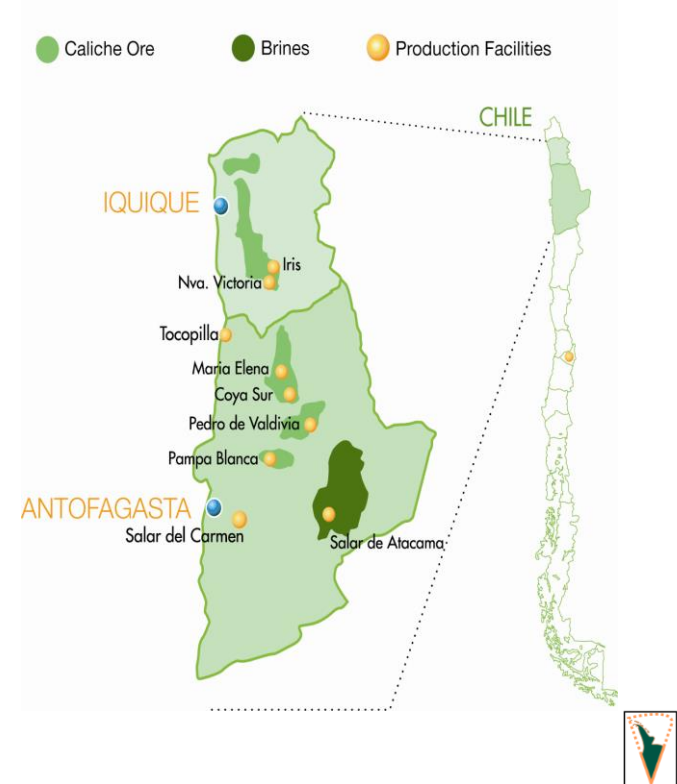 Caliche Ore
Brines
Production Facilities
CHILE
IQUIQUE
Iris
Nva. Victoria
Tocopilla
Maria Elena
Coya Sur
Pedro de Valdivia
Pampa Blanca
ANTOFAGASTA
Salar del Carmen
Salar de Atacama